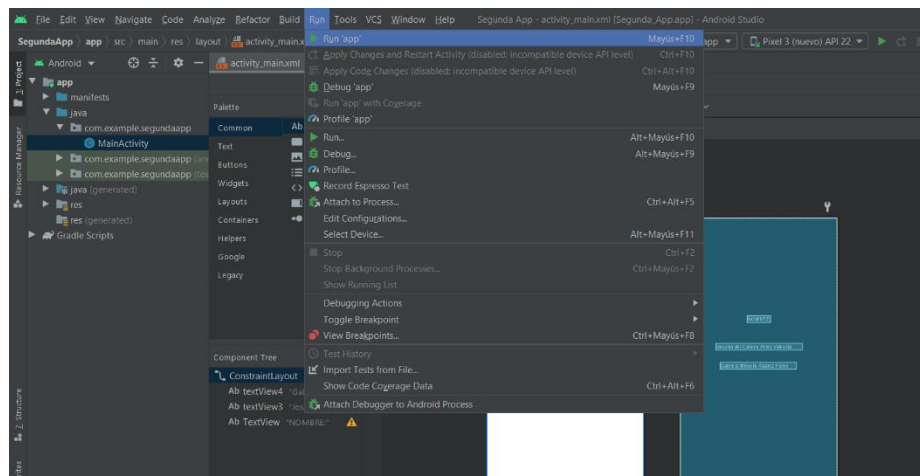 File Edit View Navigate Code Analyze Refactor Build Run Tools VCS Window Help Segunda App - activity_main.xml [Segunda_App.app] - Android Studio
SegundaApp app src main res layout activity_main.x
app Pixel 3 (nuevo) API 22
1: Project
Resource Manager
Z: Structure
Android
app
manifests
java
com.example.segundaapp
MainActivity
com.example.segundaapp
com.example.segundaapp
java (generated)
res
res (generated)
Gradle Scripts
activity_main.xml
Palette
Common Ab
Text
Buttons
Widgets
Layouts
Containers
Helpers
Google
Legacy
Component Tree
ConstraintLayout
Ab textView4
Ab textView3
Ab TextView "NOMBRE:"
Run 'app' Mayús+F10
Apply Changes and Restart Activity (disabled: incompatible device API level) Ctrl+F10
Apply Code Changes (disabled: incompatible device API level) Ctrl+Alt+F10
Debug 'app' Mayús+F9
Run 'app' with Coverage
Profile 'app'
Run... Alt+Mayús+F10
Debug... Alt+Mayús+F9
Profile...
Record Espresso Test
Attach to Process... Ctrl+Alt+F5
Edit Configurations...
Select Device... Alt+Mayús+F11
Stop Ctrl+F2
Stop Background Processes... Ctrl+Mayús+F2
Show Running List
Debugging Actions
Toggle Breakpoint
View Breakpoints... Ctrl+Mayús+F8
Test History
Import Tests from File...
Show Code Coverage Data Ctrl+Alt+F6
Attach Debugger to Android Process